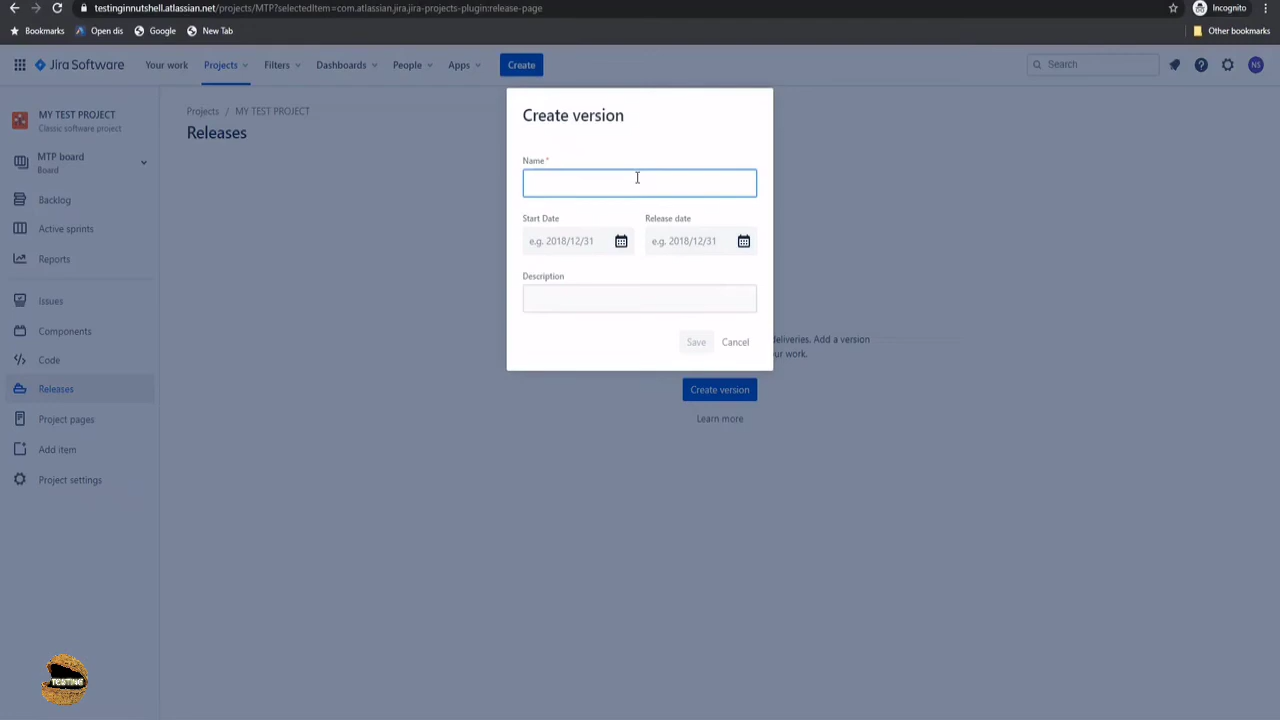 testinginnutshell.atlassian.net/projects/MTP?selectedItem=com.atlassian.jira.jira-projects-plugin:release-page
Incognito
Bookmarks
Open dis
Google
New Tab
Other bookmarks
Jira Software
Your work
Projects
Filters
Dashboards
People
Apps
Create
Search
NS
MY TEST PROJECT
Classic software project
MTP board
Board
Backlog
Active sprints
Reports
Issues
Components
Code
Releases
Project pages
Add item
Project settings
Projects / MY TEST PROJECT
Releases
Create version
Name *
Start Date
Release date
e.g. 2018/12/31
e.g. 2018/12/31
Description
Save
Cancel
deliveries. Add a version
ur work.
Create version
Learn more
TESTING